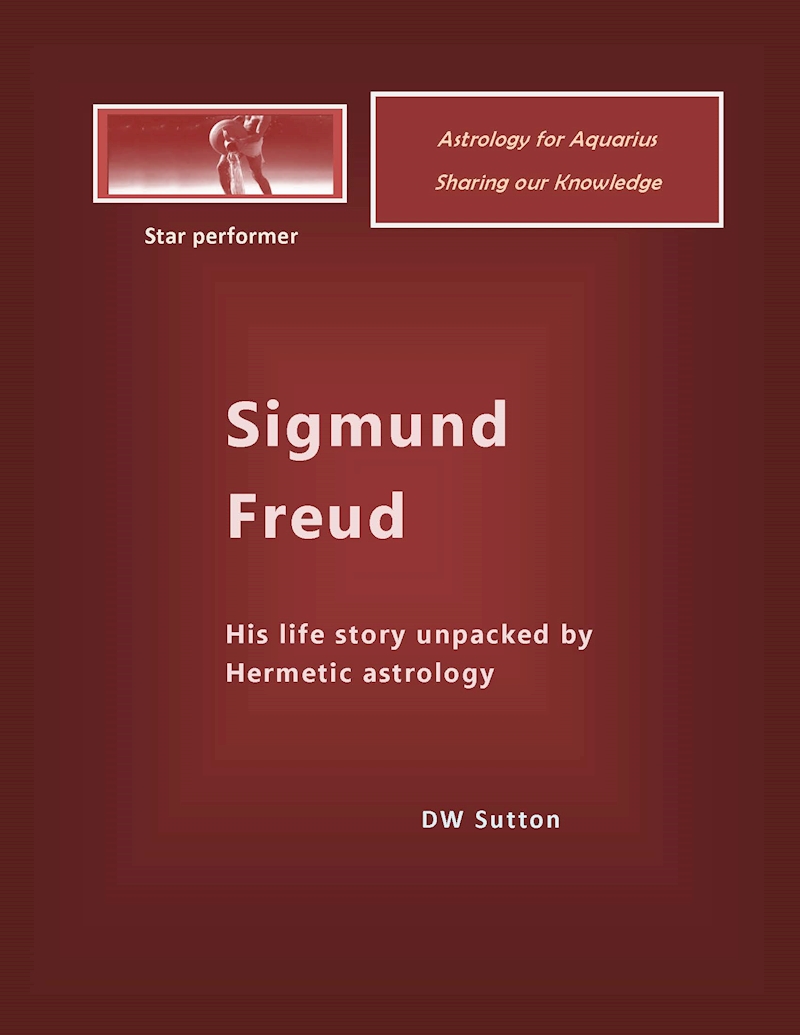 Astrology for Aquarius
Sharing our Knowledge
Star performer
Sigmund
Freud
His life story unpacked by
Hermetic astrology
DW Sutton